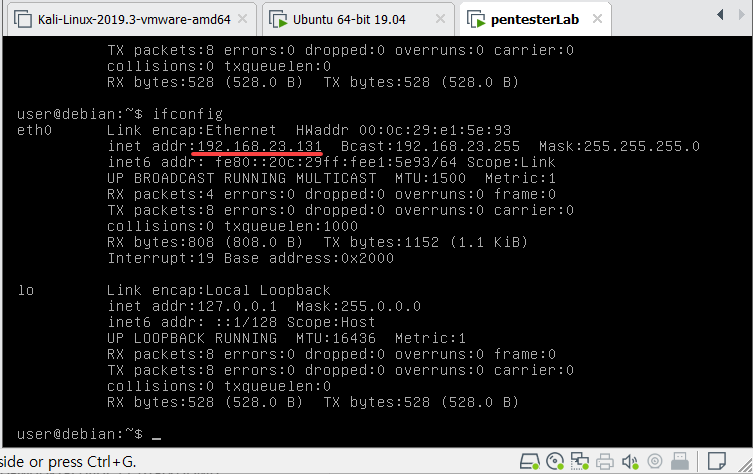 Kali-Linux-2019.3-vmware-amd64 Ubuntu 64-bit 19.04 pentesterLab
TX packets:8 errors:0 dropped:0 overruns:0 carrier:0
collisions:0 txqueuelen:0
RX bytes:528 (528.0 B)  TX bytes:528 (528.0 B)
user@debian:~$ ifconfig
eth0      Link encap:Ethernet  HWaddr 00:0c:29:e1:5e:93
inet addr:192.168.23.131  Bcast:192.168.23.255  Mask:255.255.255.0
inet6 addr: fe80::20c:29ff:fee1:5e93/64 Scope:Link
UP BROADCAST RUNNING MULTICAST  MTU:1500  Metric:1
RX packets:4 errors:0 dropped:0 overruns:0 frame:0
TX packets:8 errors:0 dropped:0 overruns:0 carrier:0
collisions:0 txqueuelen:1000
RX bytes:808 (808.0 B)  TX bytes:1152 (1.1 KiB)
Interrupt:19 Base address:0x2000
lo        Link encap:Local Loopback
inet addr:127.0.0.1  Mask:255.0.0.0
inet6 addr: ::1/128 Scope:Host
UP LOOPBACK RUNNING  MTU:16436  Metric:1
RX packets:8 errors:0 dropped:0 overruns:0 frame:0
TX packets:8 errors:0 dropped:0 overruns:0 carrier:0
collisions:0 txqueuelen:0
RX bytes:528 (528.0 B)  TX bytes:528 (528.0 B)
user@debian:~$ _
side or press Ctrl+G.